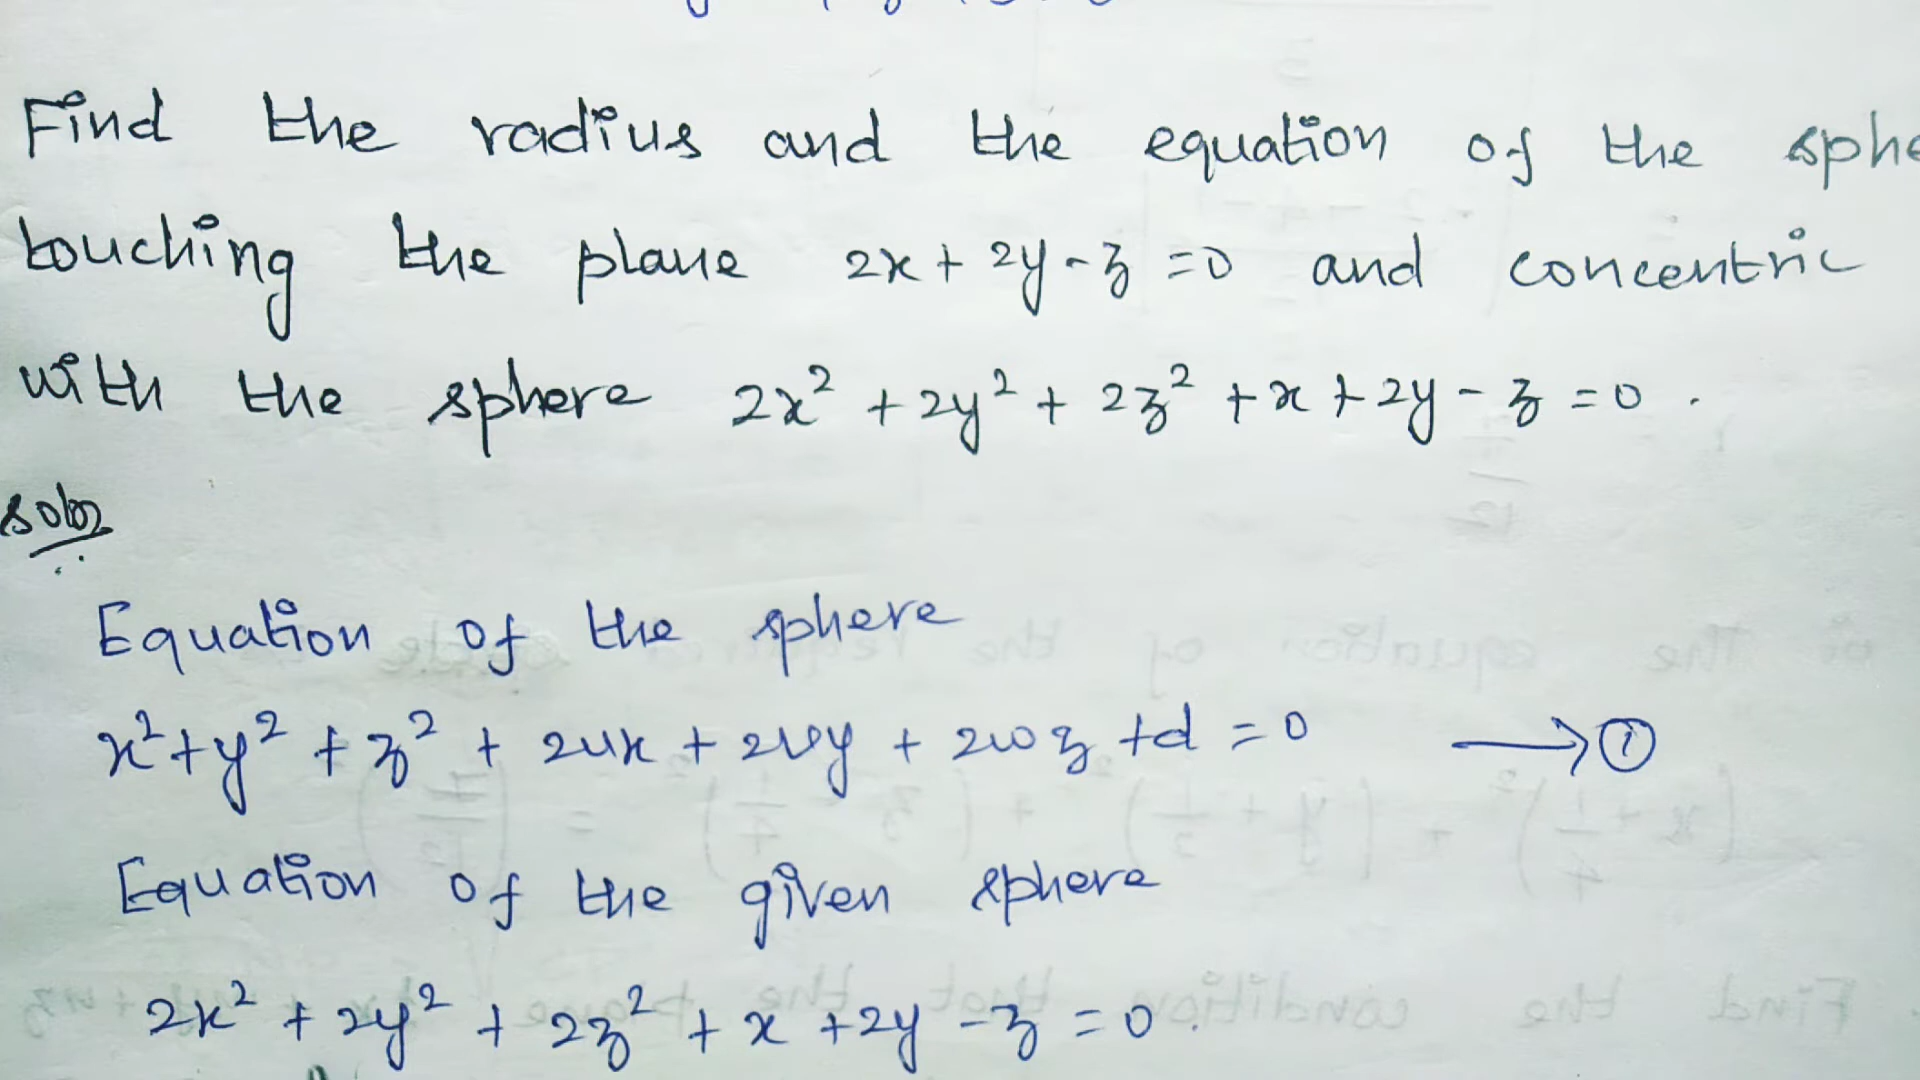 Find the radius and the equation of the sphe
touching the plane 2x + 2y - z = 0 and concentric
with the sphere 2x² + 2y² + 2z² + x + 2y - z = 0 .
Equation of the sphere
x² + y² + z² + 2ux + 2vy + 2wz + d = 0 → ①
Equation of the given sphere
2x² + 2y² + 2z² + x + 2y - z = 0 .